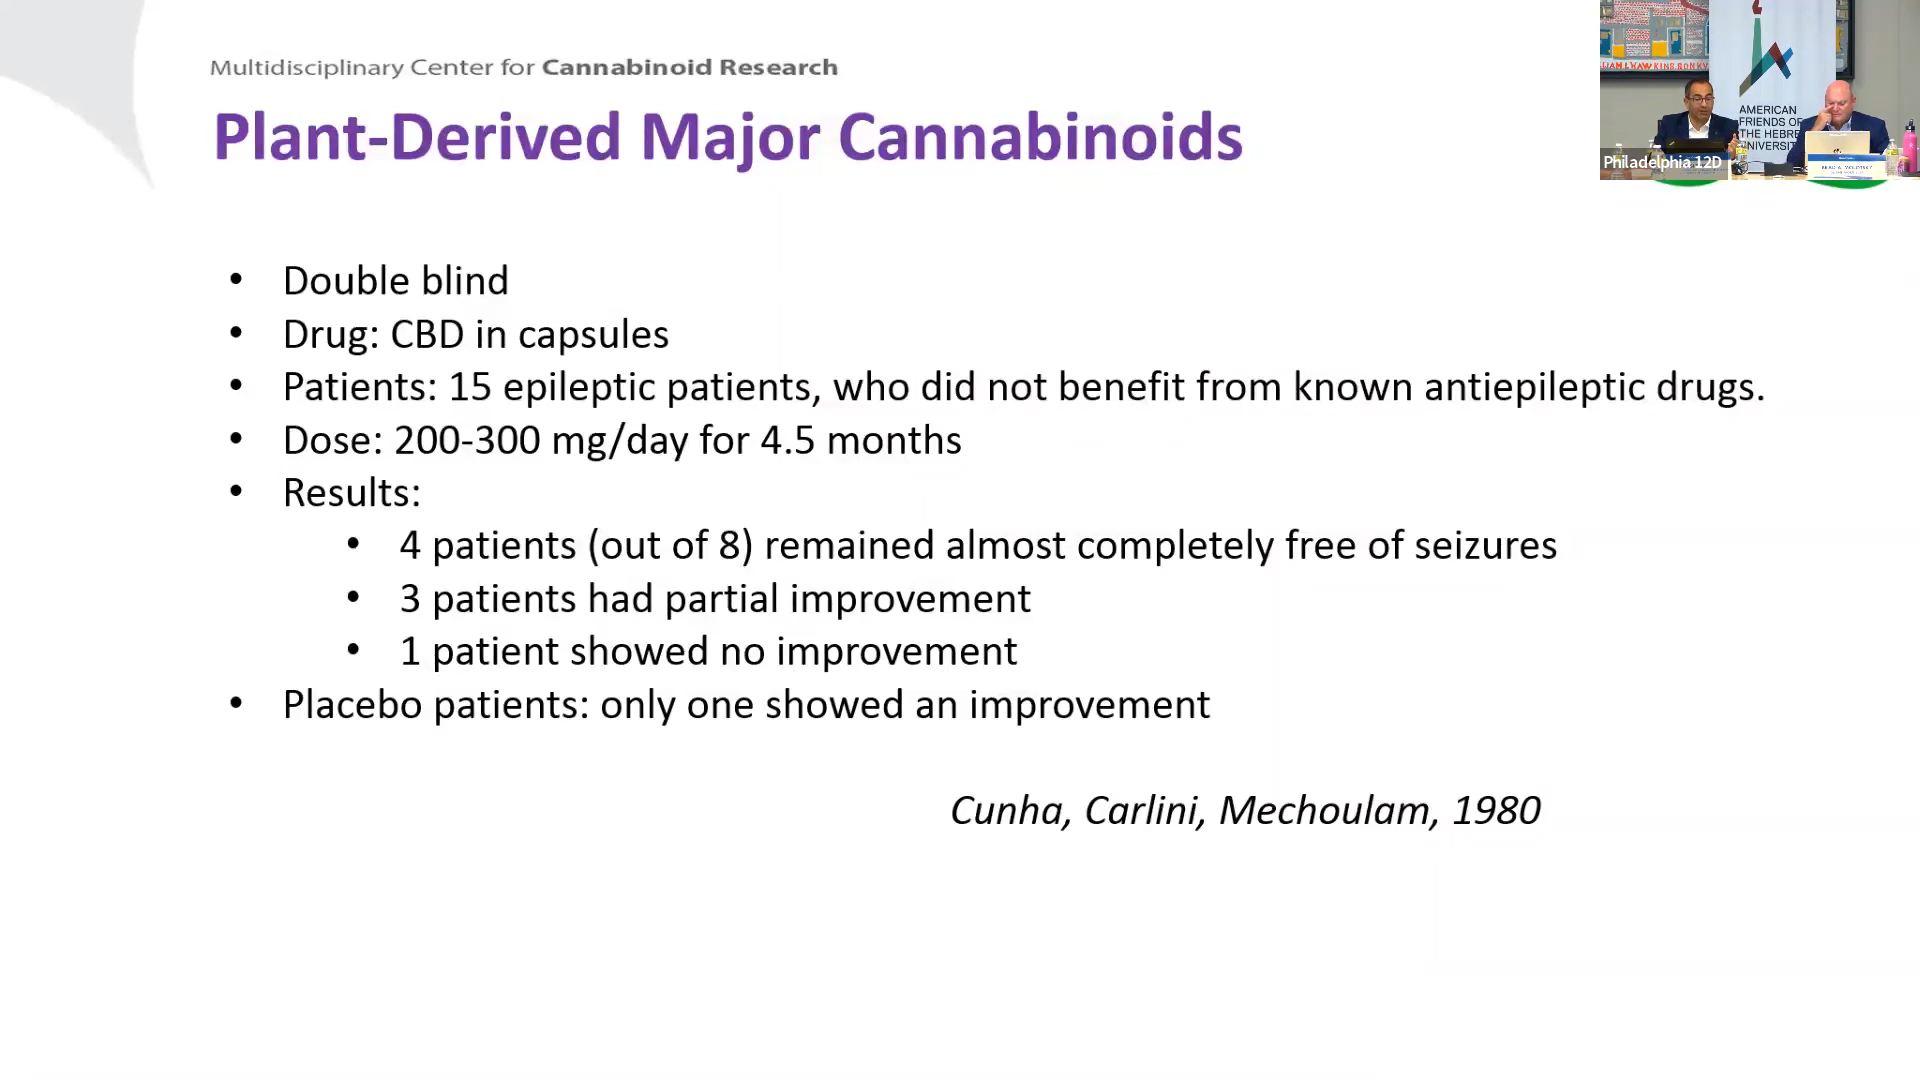 Multidisciplinary Center for Cannabinoid Research
Plant-Derived Major Cannabinoids
• Double blind
• Drug: CBD in capsules
• Patients: 15 epileptic patients, who did not benefit from known antiepileptic drugs.
• Dose: 200-300 mg/day for 4.5 months
• Results:
• 4 patients (out of 8) remained almost completely free of seizures
• 3 patients had partial improvement
• 1 patient showed no improvement
• Placebo patients: only one showed an improvement
Cunha, Carlini, Mechoulam, 1980
AMERICAN
FRIENDS OF
THE HEBRE
UNIVERSIT
Philadelphia 12D